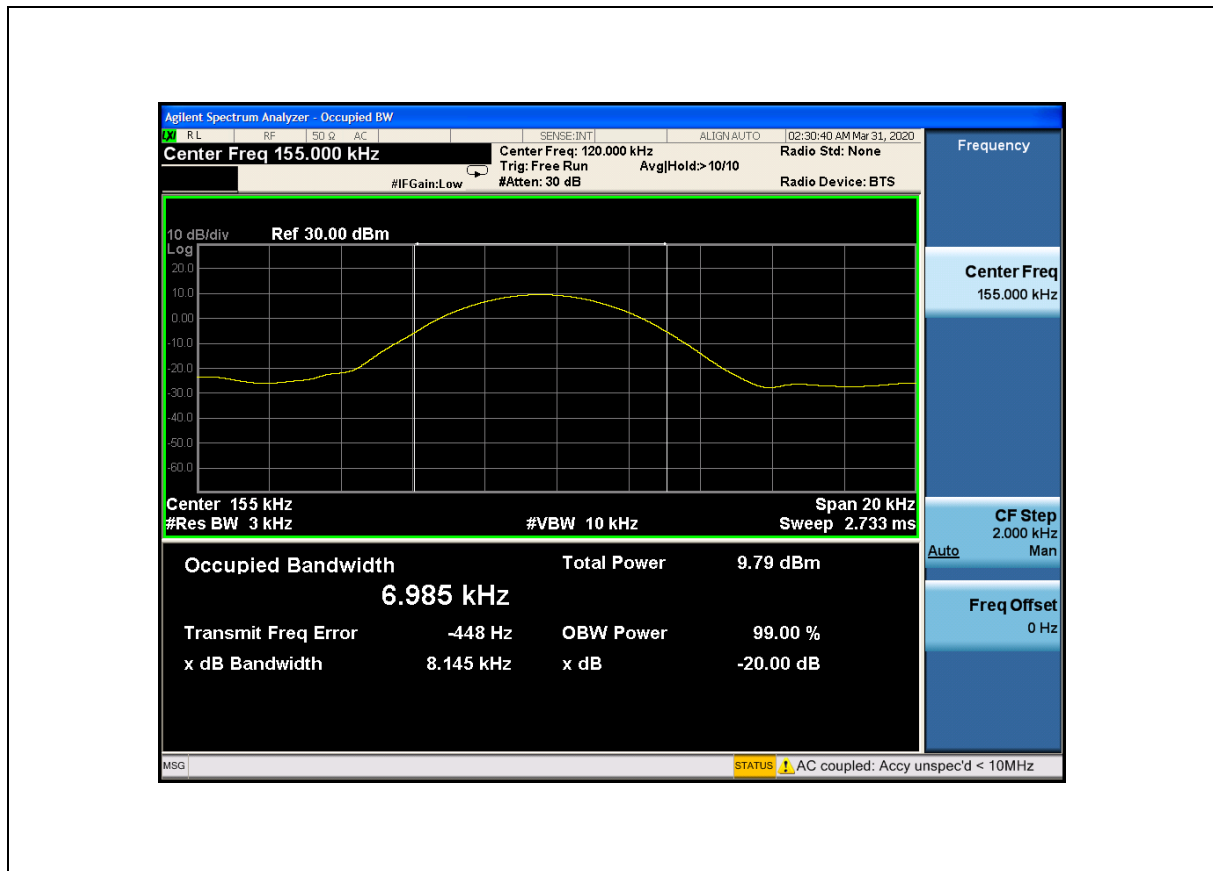 Agilent Spectrum Analyzer - Occupied BW
LXI RL RF 50 Ω AC SENSE:INT ALIGN AUTO 02:30:40 AM Mar 31, 2020
Center Freq 155.000 kHz
Center Freq: 120.000 kHz
Radio Std: None
Trig: Free Run Avg|Hold:>10/10
#IFGain:Low
#Atten: 30 dB
Radio Device: BTS
10 dB/div Ref 30.00 dBm
Log
20.0
10.0
0.00
-10.0
-20.0
-30.0
-40.0
-50.0
-60.0
Center 155 kHz Span 20 kHz
#Res BW 3 kHz #VBW 10 kHz Sweep 2.733 ms
Occupied Bandwidth Total Power 9.79 dBm
6.985 kHz
Transmit Freq Error -448 Hz OBW Power 99.00 %
x dB Bandwidth 8.145 kHz x dB -20.00 dB
Frequency
Center Freq
155.000 kHz
CF Step
2.000 kHz
Auto Man
Freq Offset
0 Hz
MSG STATUS AC coupled: Accy unspec'd < 10MHz